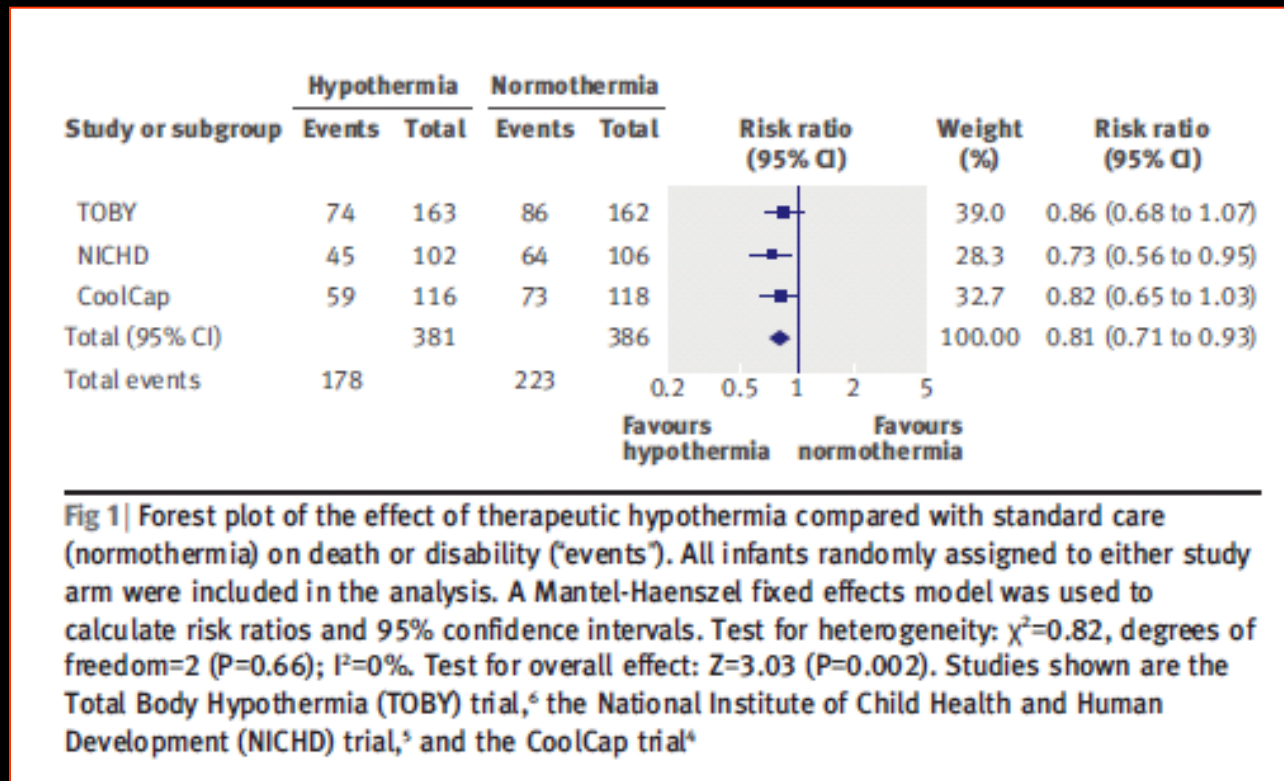 Hypothermia Normothermia
Study or subgroup Events Total Events Total Risk ratio (95% CI) Weight (%) Risk ratio (95% CI)
TOBY 74 163 86 162 39.0 0.86 (0.68 to 1.07)
NICHD 45 102 64 106 28.3 0.73 (0.56 to 0.95)
CoolCap 59 116 73 118 32.7 0.82 (0.65 to 1.03)
Total (95% CI) 381 386 100.00 0.81 (0.71 to 0.93)
Total events 178 223
0.2 0.5 1 2 5
Favours hypothermia Favours normothermia
Fig 1| Forest plot of the effect of therapeutic hypothermia compared with standard care
(normothermia) on death or disability ("events"). All infants randomly assigned to either study
arm were included in the analysis. A Mantel-Haenszel fixed effects model was used to
calculate risk ratios and 95% confidence intervals. Test for heterogeneity: χ²=0.82, degrees of
freedom=2 (P=0.66); I²=0%. Test for overall effect: Z=3.03 (P=0.002). Studies shown are the
Total Body Hypothermia (TOBY) trial,⁶ the National Institute of Child Health and Human
Development (NICHD) trial,⁵ and the CoolCap trial⁴